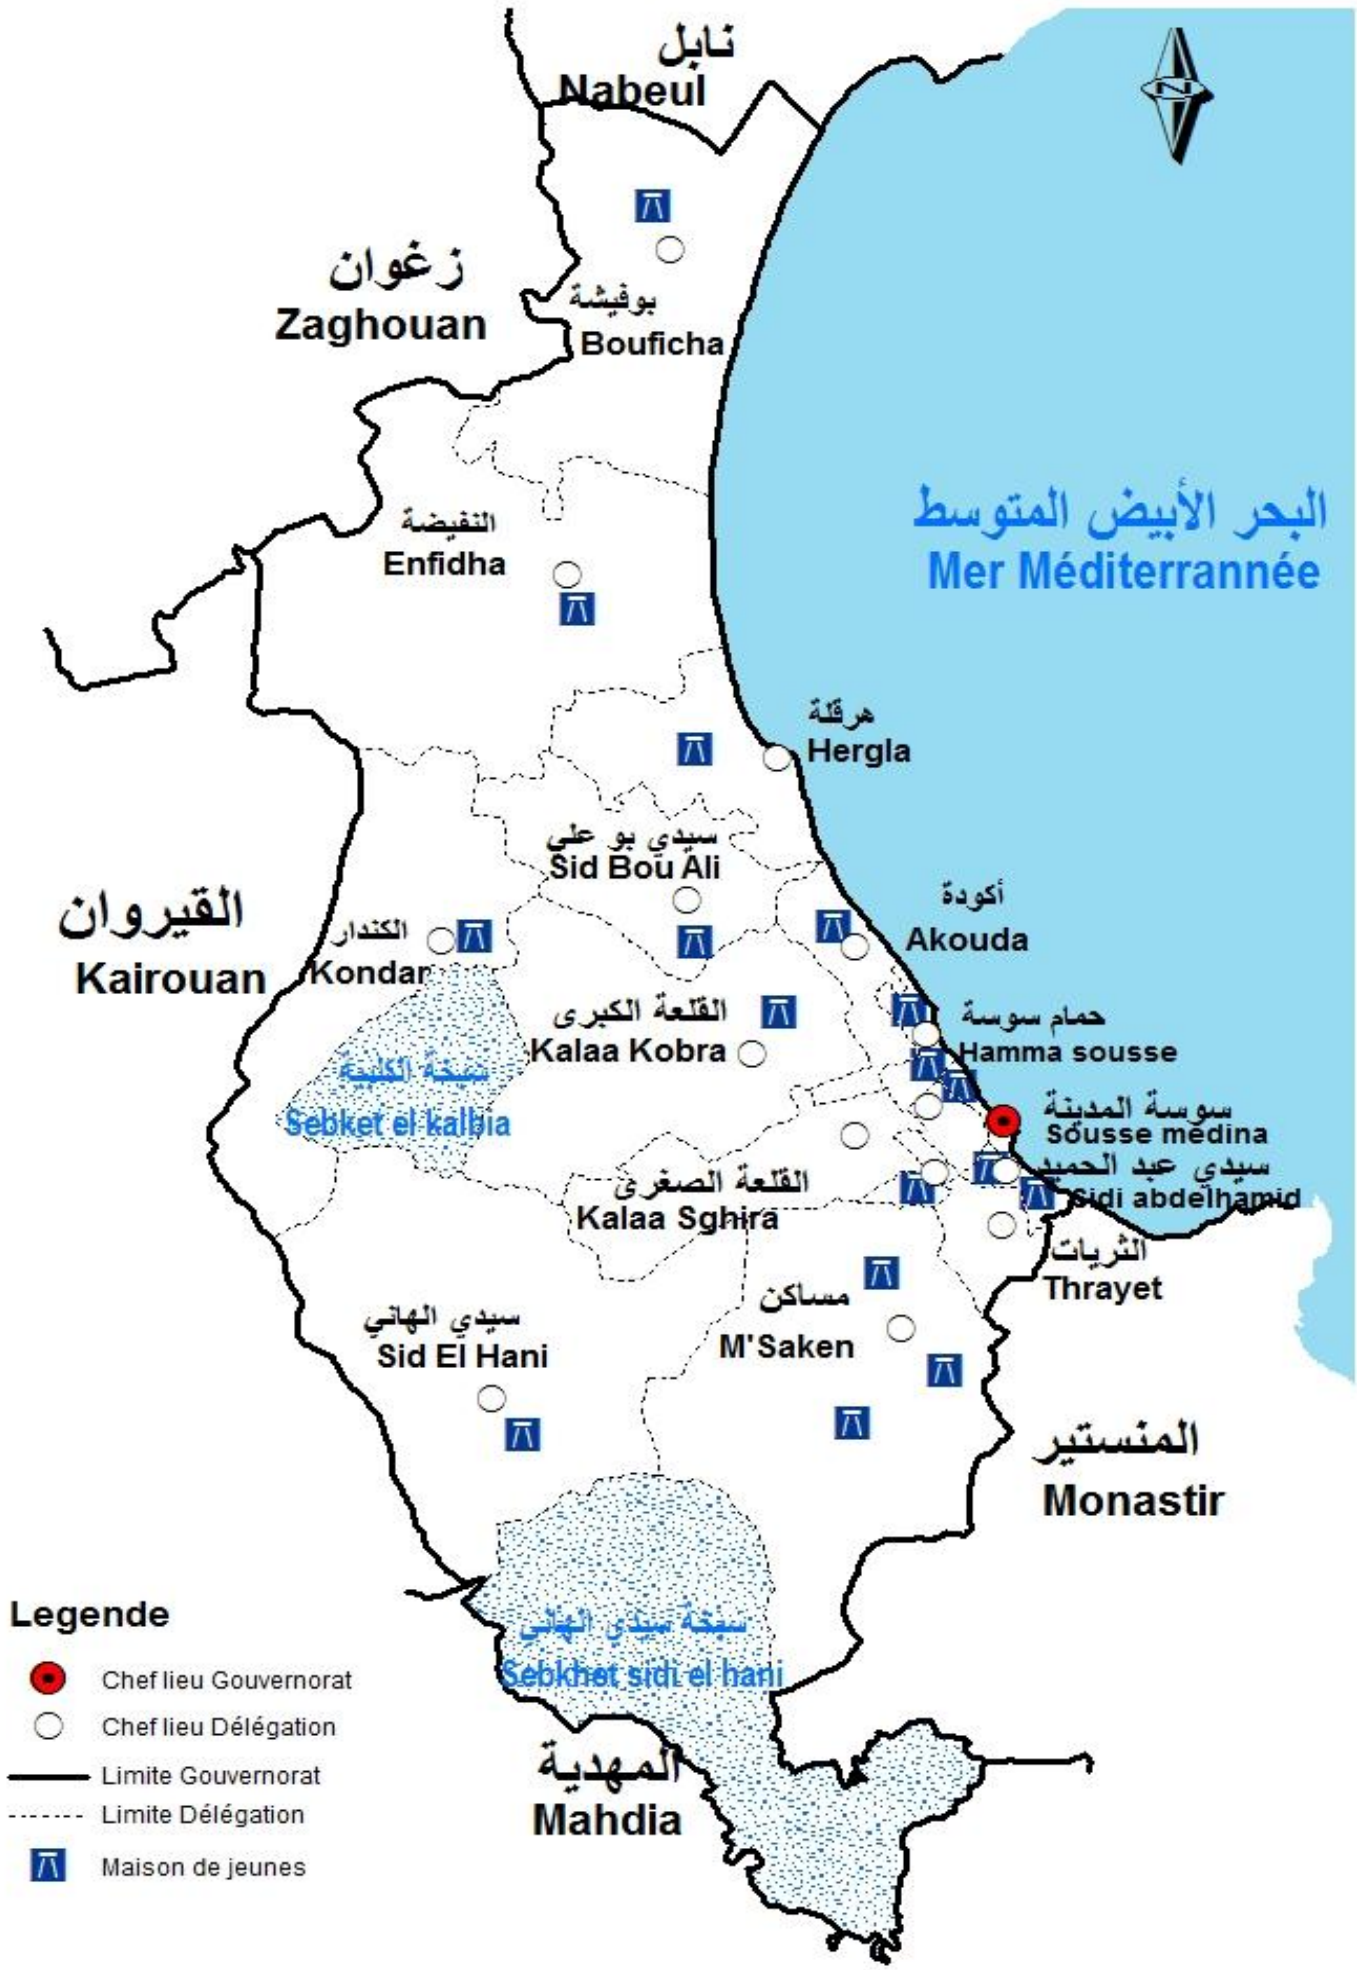 نابل
Nabeul
زغوان
Zaghouan
بوفيشة
Bouficha
النفيضة
Enfidha
البحر الأبيض المتوسط
Mer Méditerrannée
هرقلة
Hergla
سيدي بو علي
Sid Bou Ali
أكودة
Akouda
القيروان
Kairouan
الكندار
Kondar
القلعة الكبرى
Kalaa Kobra
حمام سوسة
Hamma sousse
سبخة الكلبية
Sebket el kalbia
سوسة المدينة
Sousse médina
سيدي عبد الحميد
Sidi abdelhamid
القلعة الصغرى
Kalaa Sghira
الثريات
Thrayet
مساكن
M'Saken
سيدي الهاني
Sid El Hani
المنستير
Monastir
سبخة سيدي الهاني
Sebkhet sidi el hani
المهدية
Mahdia
N
Legende
Chef lieu Gouvernorat
Chef lieu Délégation
Limite Gouvernorat
Limite Délégation
Maison de jeunes